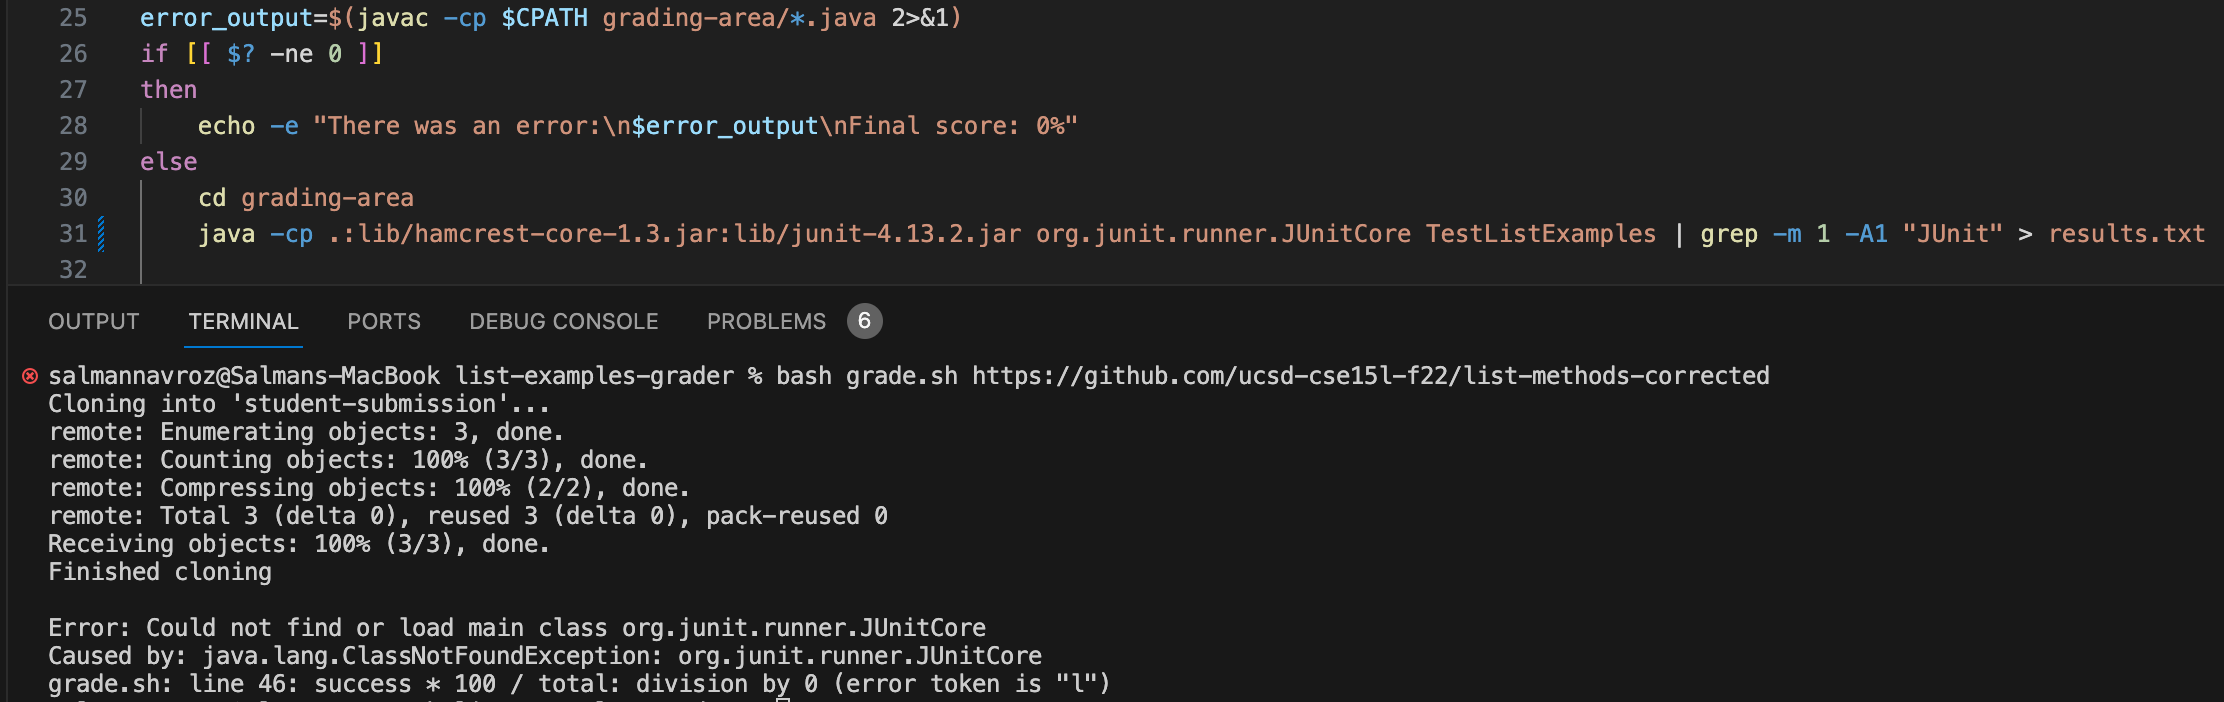 25 error_output=$(javac -cp $CPATH grading-area/*.java 2>&1)
26 if [[ $? -ne 0 ]]
27 then
28 echo -e "There was an error:\n$error_output\nFinal score: 0%"
29 else
30 cd grading-area
31 java -cp .:lib/hamcrest-core-1.3.jar:lib/junit-4.13.2.jar org.junit.runner.JUnitCore TestListExamples | grep -m 1 -A1 "JUnit" > results.txt
32
OUTPUT TERMINAL PORTS DEBUG CONSOLE PROBLEMS 6
salmannavroz@Salmans-MacBook list-examples-grader % bash grade.sh https://github.com/ucsd-cse15l-f22/list-methods-corrected
Cloning into 'student-submission'...
remote: Enumerating objects: 3, done.
remote: Counting objects: 100% (3/3), done.
remote: Compressing objects: 100% (2/2), done.
remote: Total 3 (delta 0), reused 3 (delta 0), pack-reused 0
Receiving objects: 100% (3/3), done.
Finished cloning
Error: Could not find or load main class org.junit.runner.JUnitCore
Caused by: java.lang.ClassNotFoundException: org.junit.runner.JUnitCore
grade.sh: line 46: success * 100 / total: division by 0 (error token is "l")